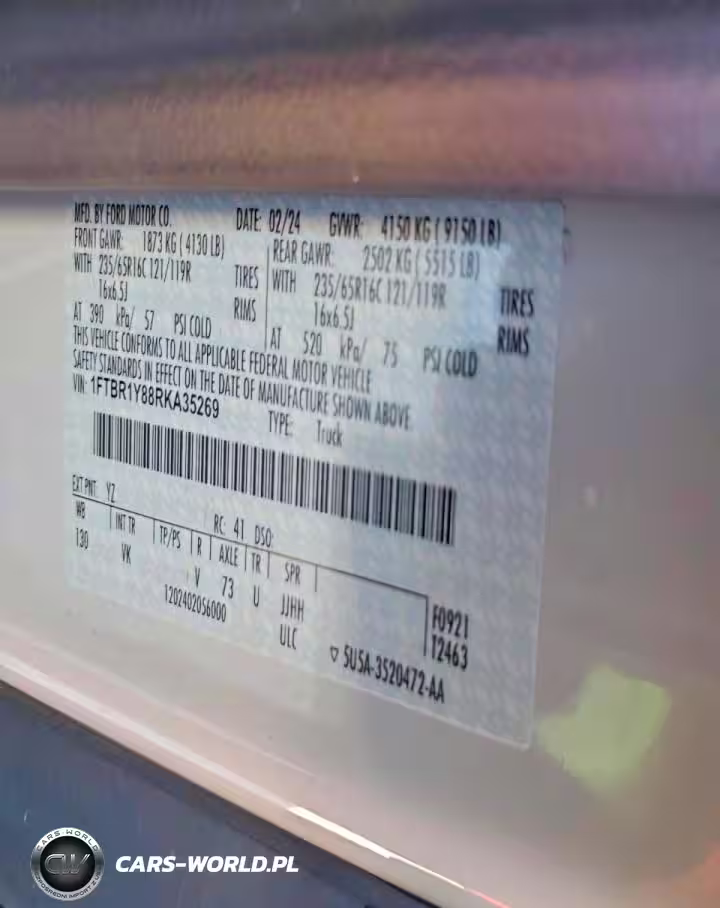 MFD. BY FORD MOTOR CO. DATE: 02/24 GVWR: 4150 KG ( 9150 LB)
FRONT GAWR: 1873 KG ( 4130 LB) REAR GAWR: 2502 KG ( 5515 LB)
WITH 235/65R16C 121/119R TIRES WITH 235/65R16C 121/119R TIRES
16x6.5J RIMS 16x6.5J RIMS
AT 390 kPa/ 57 PSI COLD AT 520 kPa/ 75 PSI COLD
THIS VEHICLE CONFORMS TO ALL APPLICABLE FEDERAL MOTOR VEHICLE
SAFETY STANDARDS IN EFFECT ON THE DATE OF MANUFACTURE SHOWN ABOVE
VIN: 1FTBR1Y88RKA35269
TYPE: Truck
EXT PNT: YZ RC: 41 DSO:
WB INT TR TP/PS R AXLE TR SPR
130 VK V 73 U JJHH F0921
1202402056000 ULC T2463
5U5A-3520472-AA
CARS-WORLD
CW
CARS-WORLD.PL